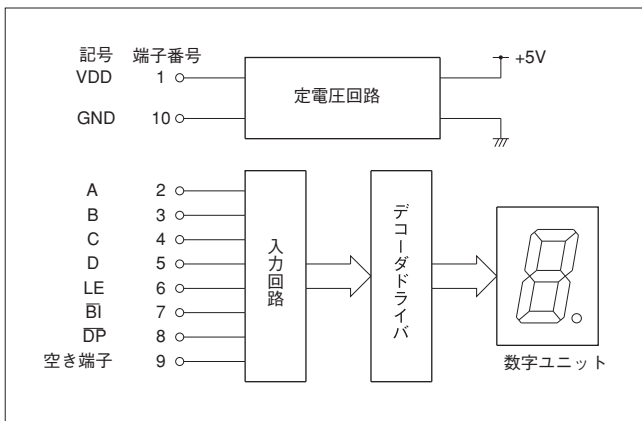 記号 端子番号
VDD 1
+5V
定電圧回路
GND 10
A 2
B 3
C 4
D 5
LE 6
B̅I̅ 7
D̅P̅ 8
空き端子 9
入力回路
デコーダドライバ
数字ユニット